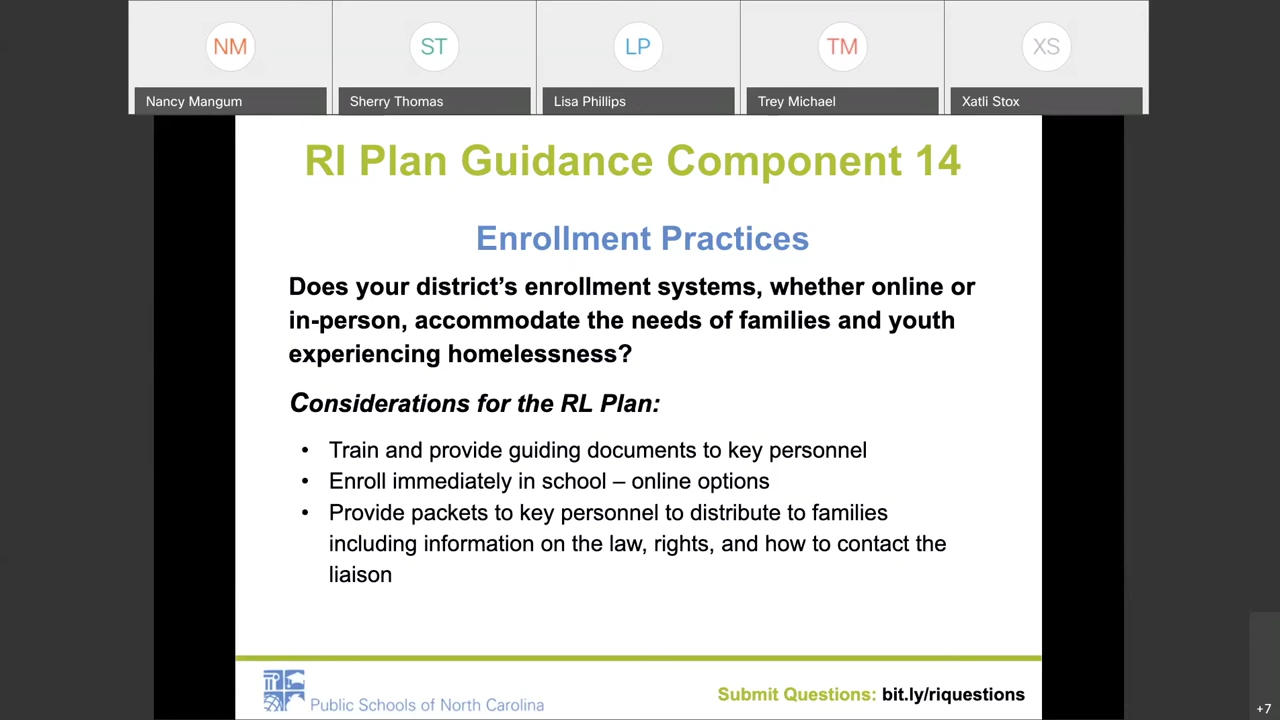 NM
ST
LP
TM
XS
Nancy Mangum
Sherry Thomas
Lisa Phillips
Trey Michael
Xatli Stox
RI Plan Guidance Component 14
Enrollment Practices
Does your district's enrollment systems, whether online or
in-person, accommodate the needs of families and youth
experiencing homelessness?
Considerations for the RL Plan:
• Train and provide guiding documents to key personnel
• Enroll immediately in school – online options
• Provide packets to key personnel to distribute to families
including information on the law, rights, and how to contact the
liaison
Public Schools of North Carolina
Submit Questions: bit.ly/riquestions
+7